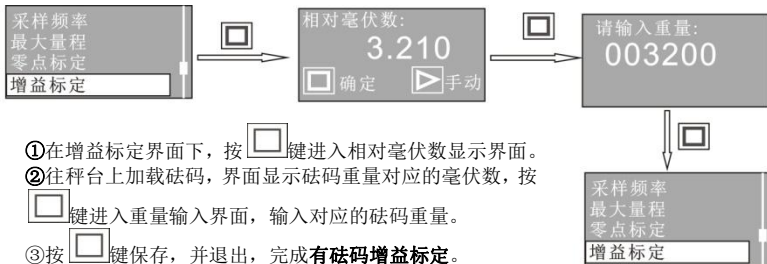 采样频率
最大量程
零点标定
增益标定
相对毫伏数:
3.210
确定 手动
请输入重量:
003200
①在增益标定界面下，按键进入相对毫伏数显示界面。
②往秤台上加载砝码，界面显示砝码重量对应的毫伏数，按
键进入重量输入界面，输入对应的砝码重量。
③按键保存，并退出，完成有砝码增益标定。
采样频率
最大量程
零点标定
增益标定